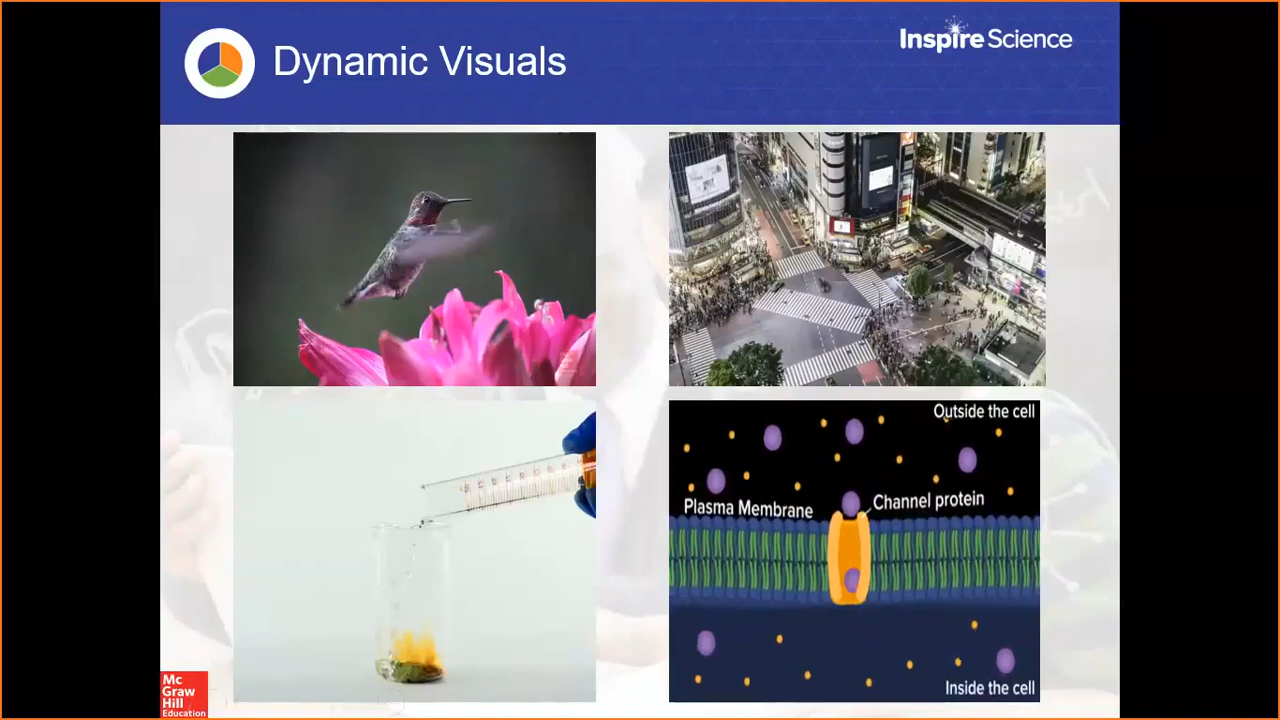 Dynamic Visuals
Inspire Science
Outside the cell
Plasma Membrane
Channel protein
Inside the cell
Mc
Graw
Hill
Education